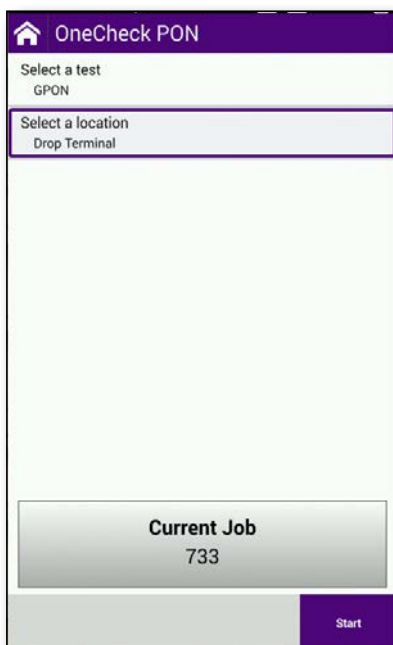 OneCheck PON
Select a test
GPON
Select a location
Drop Terminal
Current Job
733
Start